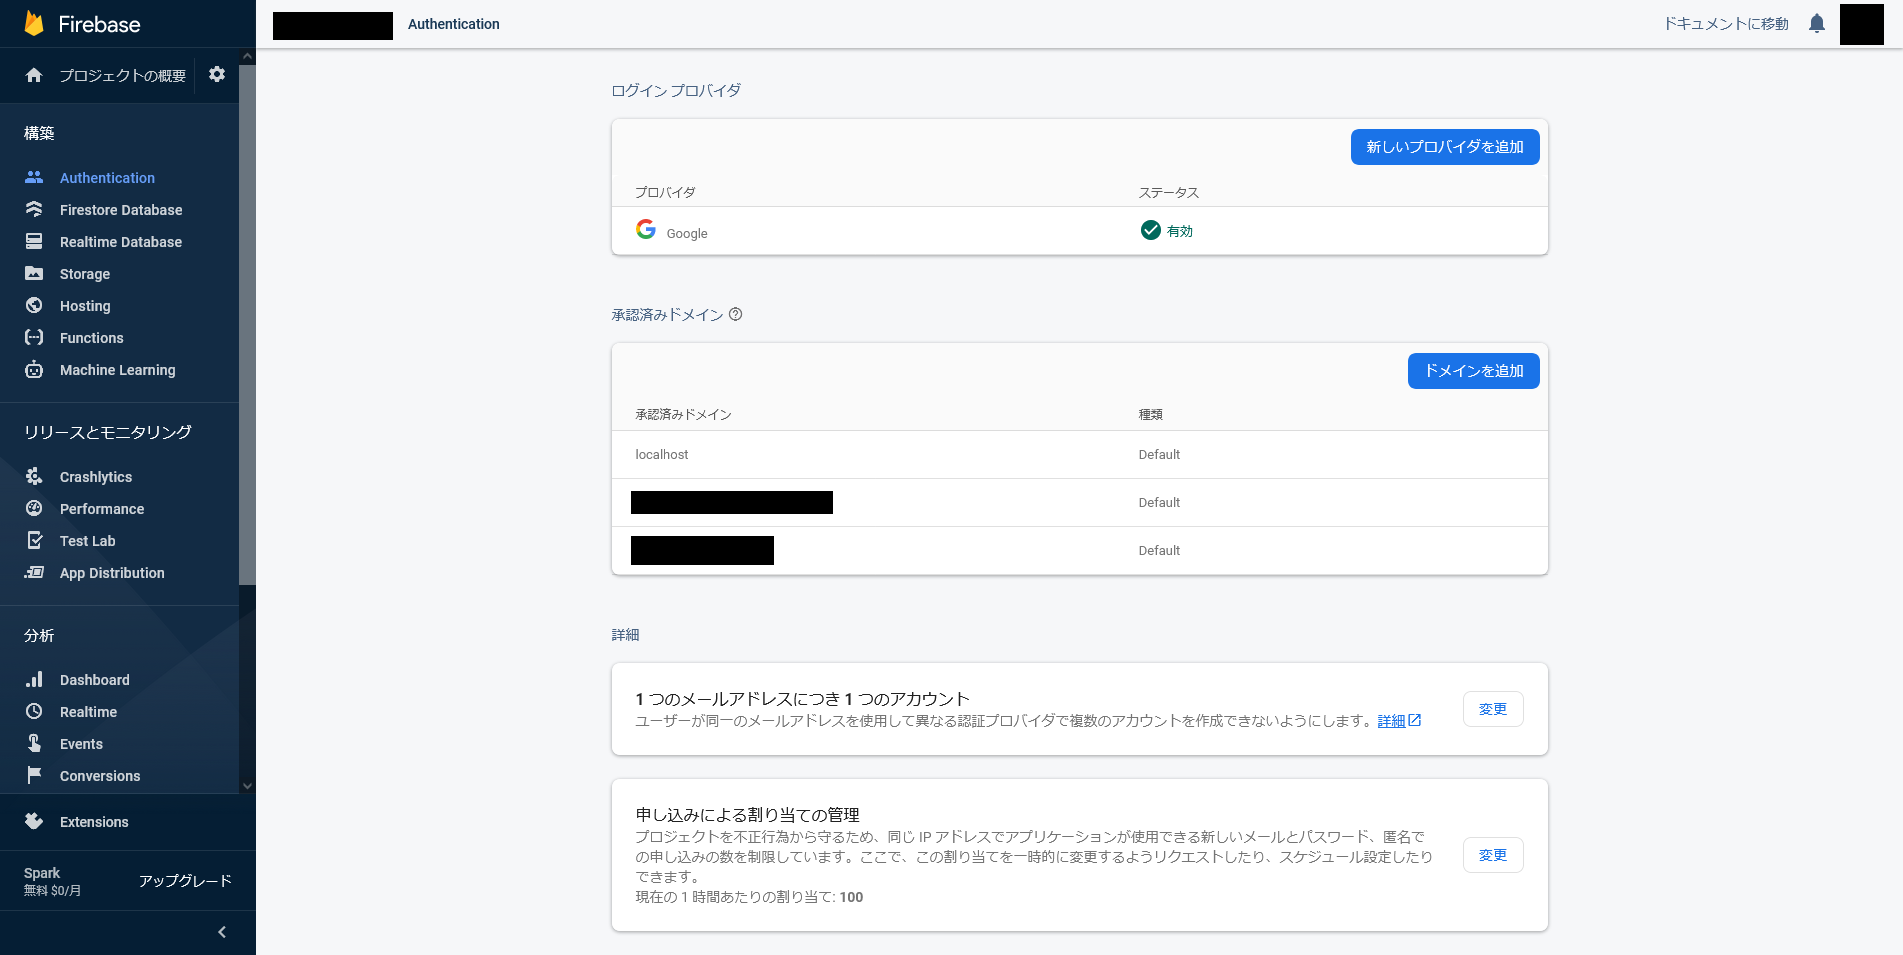 Firebase
プロジェクトの概要
構築
Authentication
Firestore Database
Realtime Database
Storage
Hosting
Functions
Machine Learning
リリースとモニタリング
Crashlytics
Performance
Test Lab
App Distribution
分析
Dashboard
Realtime
Events
Conversions
Extensions
Spark
無料 $0/月
アップグレード
Authentication
ドキュメントに移動
ログイン プロバイダ
新しいプロバイダを追加
プロバイダ ステータス
Google 有効
承認済みドメイン
ドメインを追加
承認済みドメイン 種類
localhost Default
Default
Default
詳細
1 つのメールアドレスにつき 1 つのアカウント
ユーザーが同一のメールアドレスを使用して異なる認証プロバイダで複数のアカウントを作成できないようにします。詳細
変更
申し込みによる割り当ての管理
プロジェクトを不正行為から守るため、同じ IP アドレスでアプリケーションが使用できる新しいメールとパスワード、匿名で
の申し込みの数を制限しています。ここで、この割り当てを一時的に変更するようリクエストしたり、スケジュール設定したり
できます。
現在の 1 時間あたりの割り当て: 100
変更